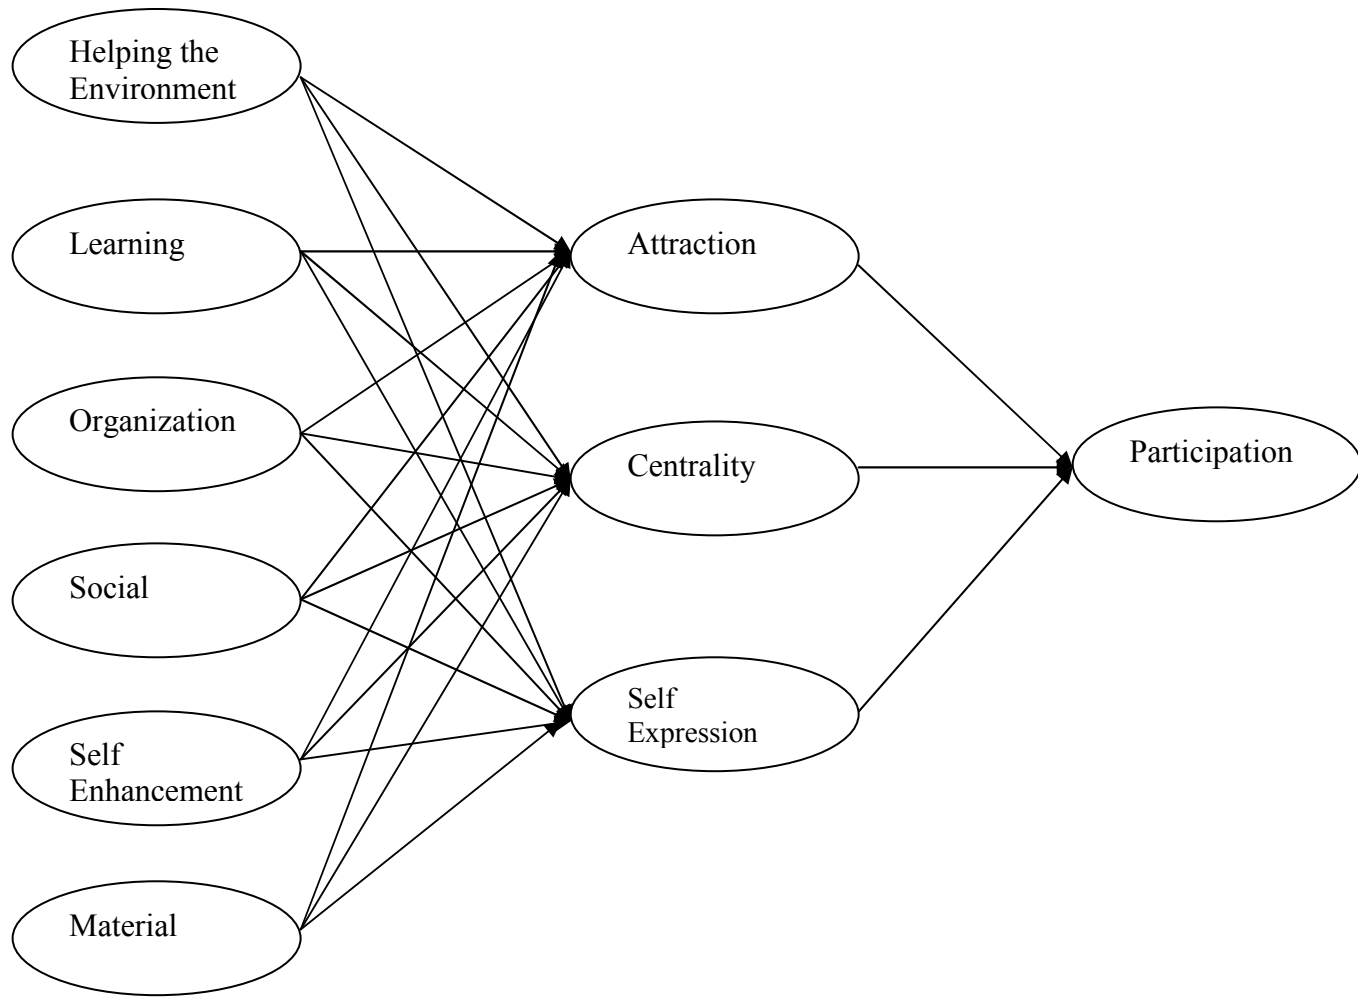 Helping the
Environment
Learning
Organization
Social
Self
Enhancement
Material
Attraction
Centrality
Self
Expression
Participation